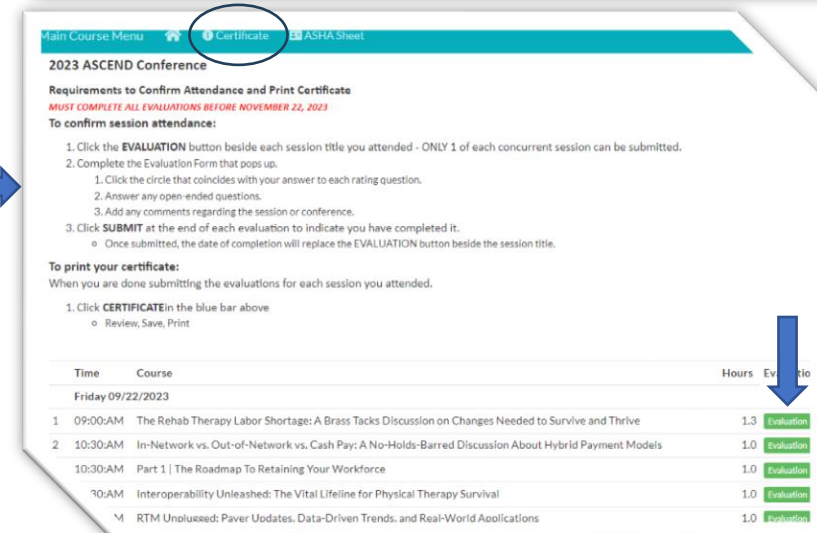 Main Course Menu Certificate ASHA Sheet
2023 ASCEND Conference
Requirements to Confirm Attendance and Print Certificate
MUST COMPLETE ALL EVALUATIONS BEFORE NOVEMBER 22, 2023
To confirm session attendance:
1. Click the EVALUATION button beside each session title you attended - ONLY 1 of each concurrent session can be submitted.
2. Complete the Evaluation Form that pops up.
1. Click the circle that coincides with your answer to each rating question.
2. Answer any open-ended questions.
3. Add any comments regarding the session or conference.
3. Click SUBMIT at the end of each evaluation to indicate you have completed it.
Once submitted, the date of completion will replace the EVALUATION button beside the session title.
To print your certificate:
When you are done submitting the evaluations for each session you attended.
1. Click CERTIFICATEin the blue bar above
Review, Save, Print
Time Course Hours
Friday 09/22/2023
1 09:00:AM The Rehab Therapy Labor Shortage: A Brass Tacks Discussion on Changes Needed to Survive and Thrive 1.3 Evaluation
2 10:30:AM In-Network vs. Out-of-Network vs. Cash Pay: A No-Holds-Barred Discussion About Hybrid Payment Models 1.0 Evaluation
10:30:AM Part 1 | The Roadmap To Retaining Your Workforce 1.0 Evaluation
30:AM Interoperability Unleashed: The Vital Lifeline for Physical Therapy Survival 1.0 Evaluation
M RTM Unplugged: Payer Updates, Data-Driven Trends, and Real-World Applications 1.0 Evaluation